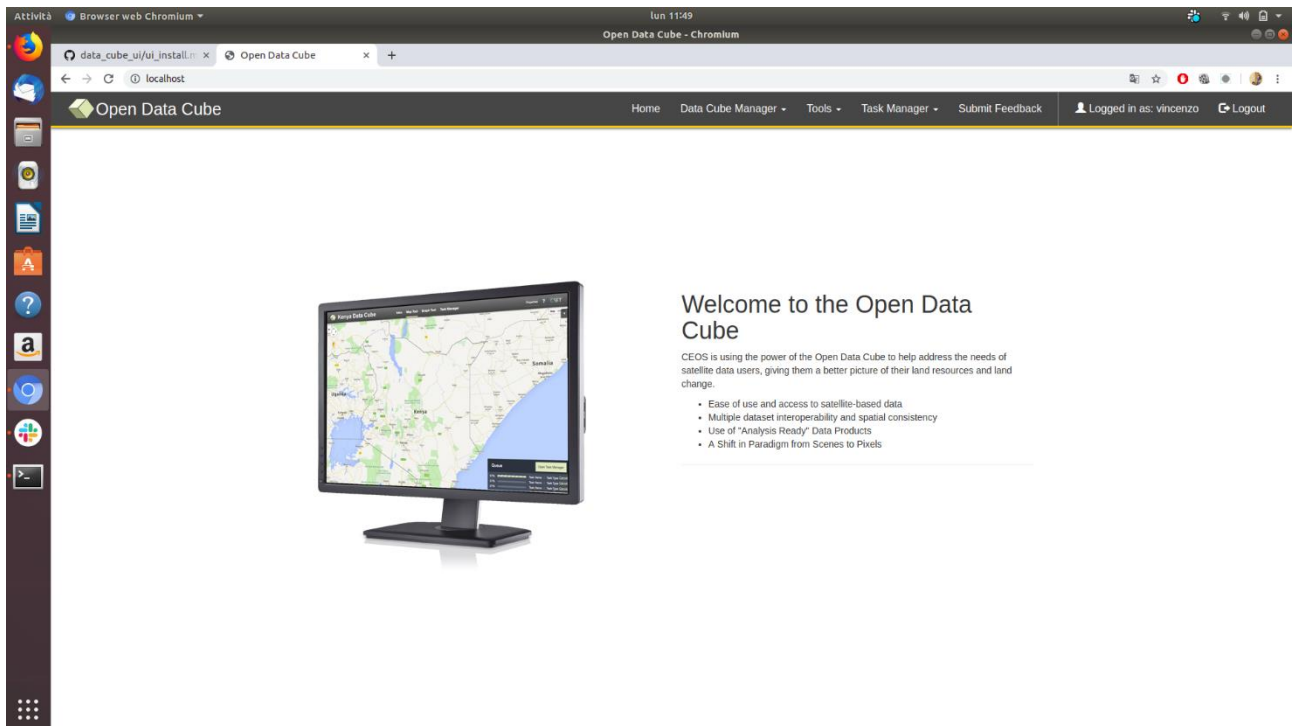 Attività Browser web Chromium
lun 11:49
Open Data Cube - Chromium
data_cube_ui/ui_install.m
Open Data Cube
localhost
Open Data Cube
Home Data Cube Manager Tools Task Manager Submit Feedback Logged in as: vincenzo Logout
Kenya Data Cube
Somalia
Uganda
Kenya
Queue
Welcome to the Open Data
Cube
CEOS is using the power of the Open Data Cube to help address the needs of
satellite data users, giving them a better picture of their land resources and land
change.
Ease of use and access to satellite-based data
Multiple dataset interoperability and spatial consistency
Use of "Analysis Ready" Data Products
A Shift in Paradigm from Scenes to Pixels